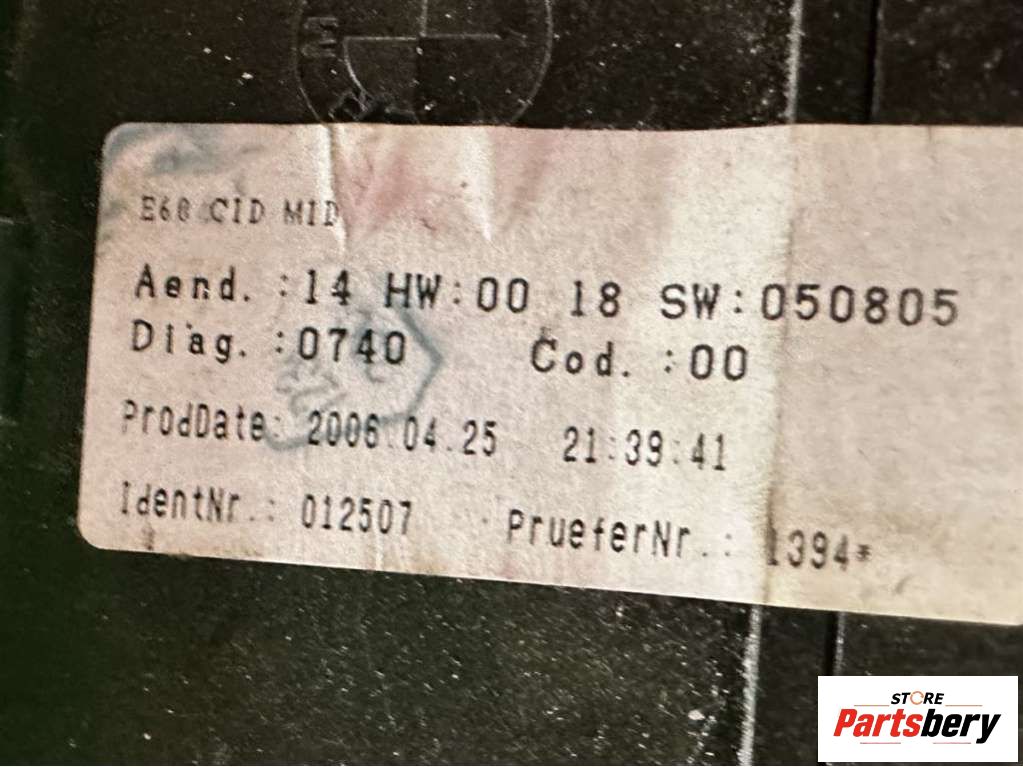 E60 CID MID
Aend. :14 HW:00 18 SW:050805
Diag. :0740 Cod. :00
ProdDate: 2006.04.25 21:39:41
IdentNr.: 012507 PrueferNr.: 1394*
STORE
Partsbery